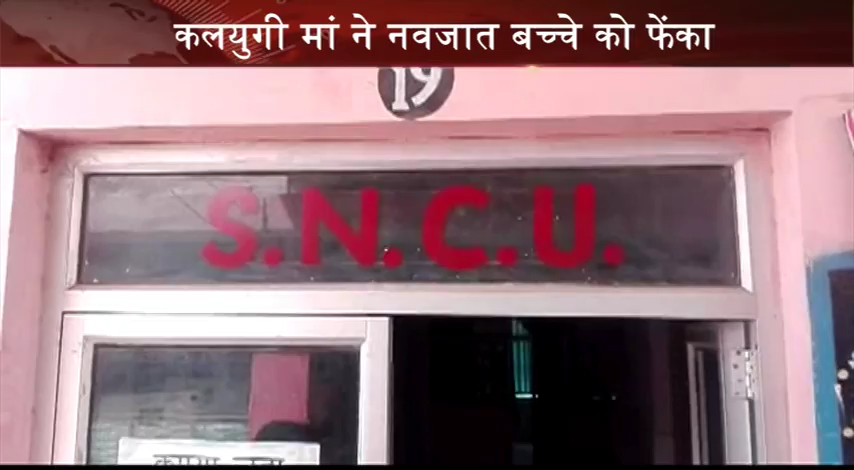 कलयुगी मां ने नवजात बच्चे को फेंका
19
S.N.C.U.